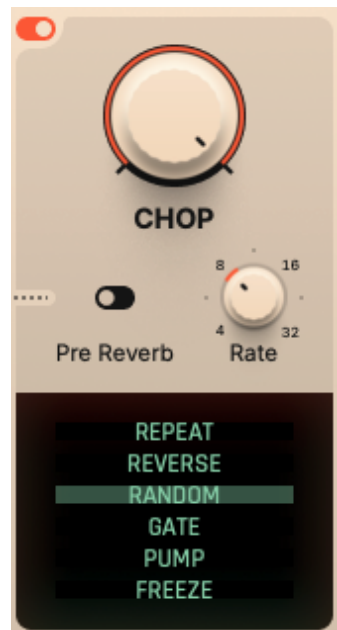 CHOP
8 16
4 32
Pre Reverb Rate
REPEAT
REVERSE
RANDOM
GATE
PUMP
FREEZE